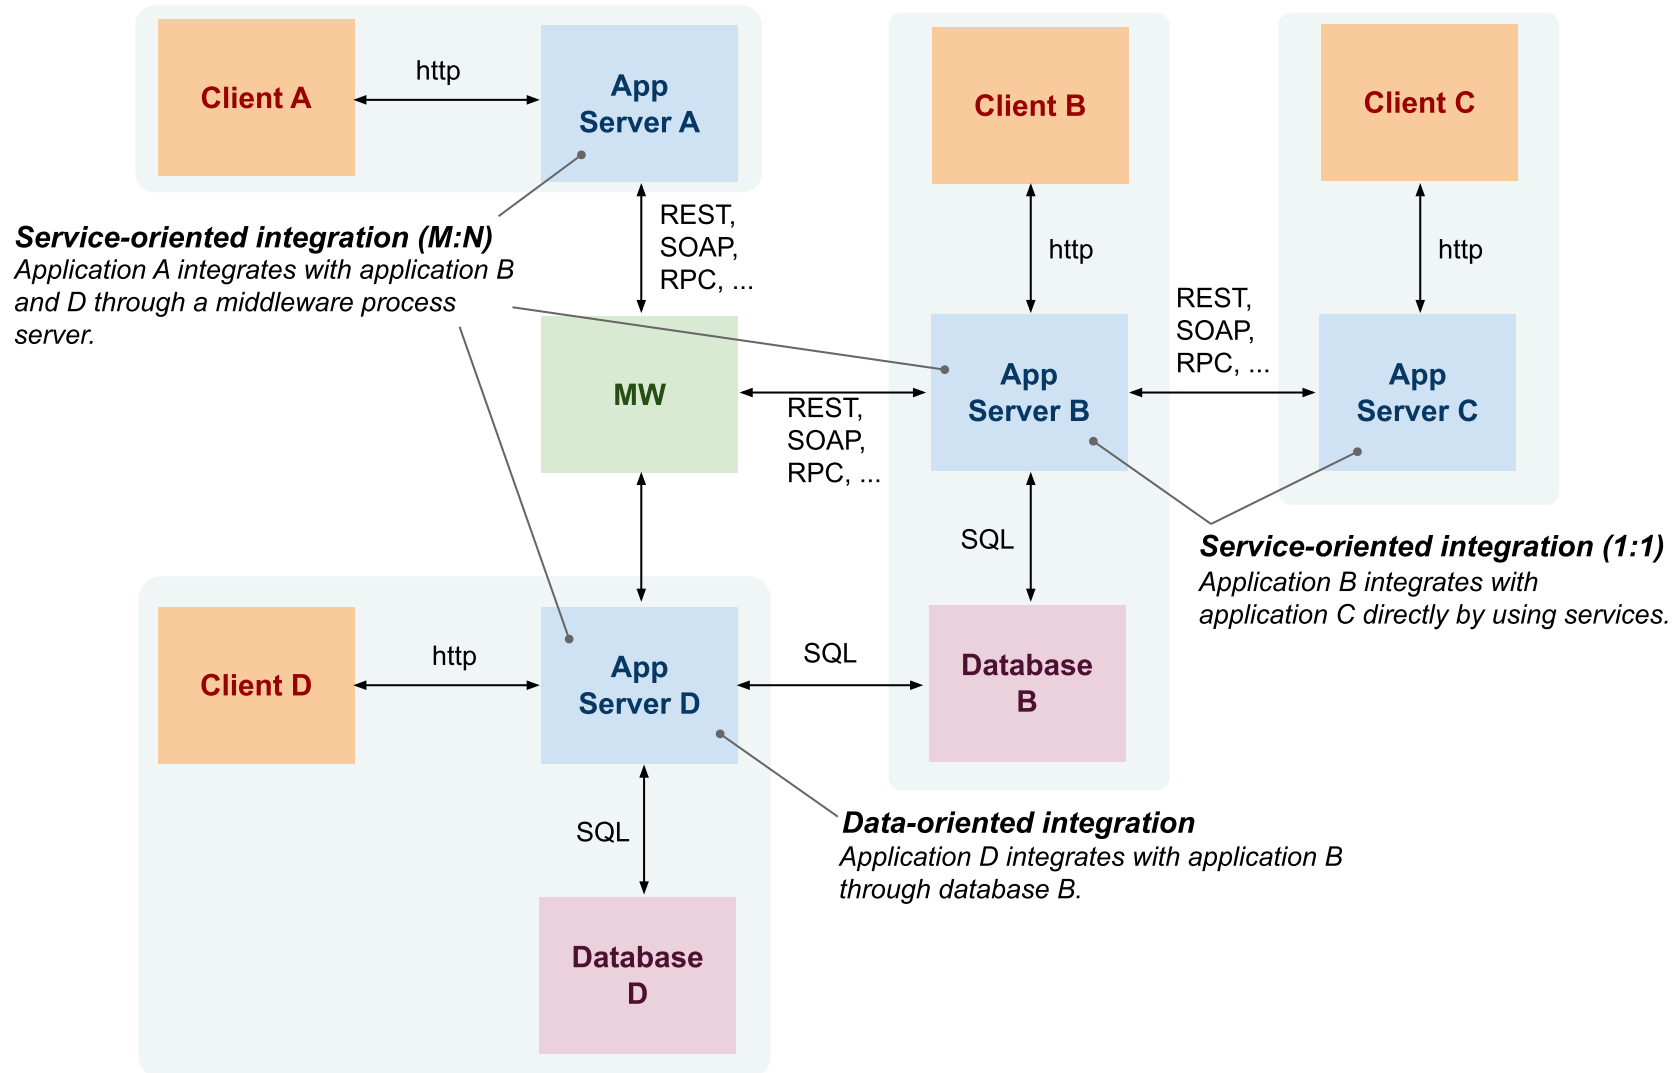 Client A
http
App
Server A
Client B
Client C
REST,
SOAP,
RPC, ...
Service-oriented integration (M:N)
Application A integrates with application B
and D through a middleware process
server.
http
http
REST,
SOAP,
RPC, ...
MW
REST,
SOAP,
RPC, ...
App
Server B
App
Server C
SQL
Service-oriented integration (1:1)
Application B integrates with
application C directly by using services.
Client D
http
App
Server D
SQL
Database
B
SQL
Data-oriented integration
Application D integrates with application B
through database B.
Database
D